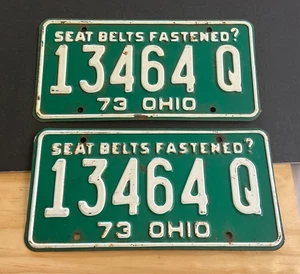 SEAT BELTS FASTENED?
13464 Q
73 OHIO
SEAT BELTS FASTENED?
13464 Q
73 OHIO